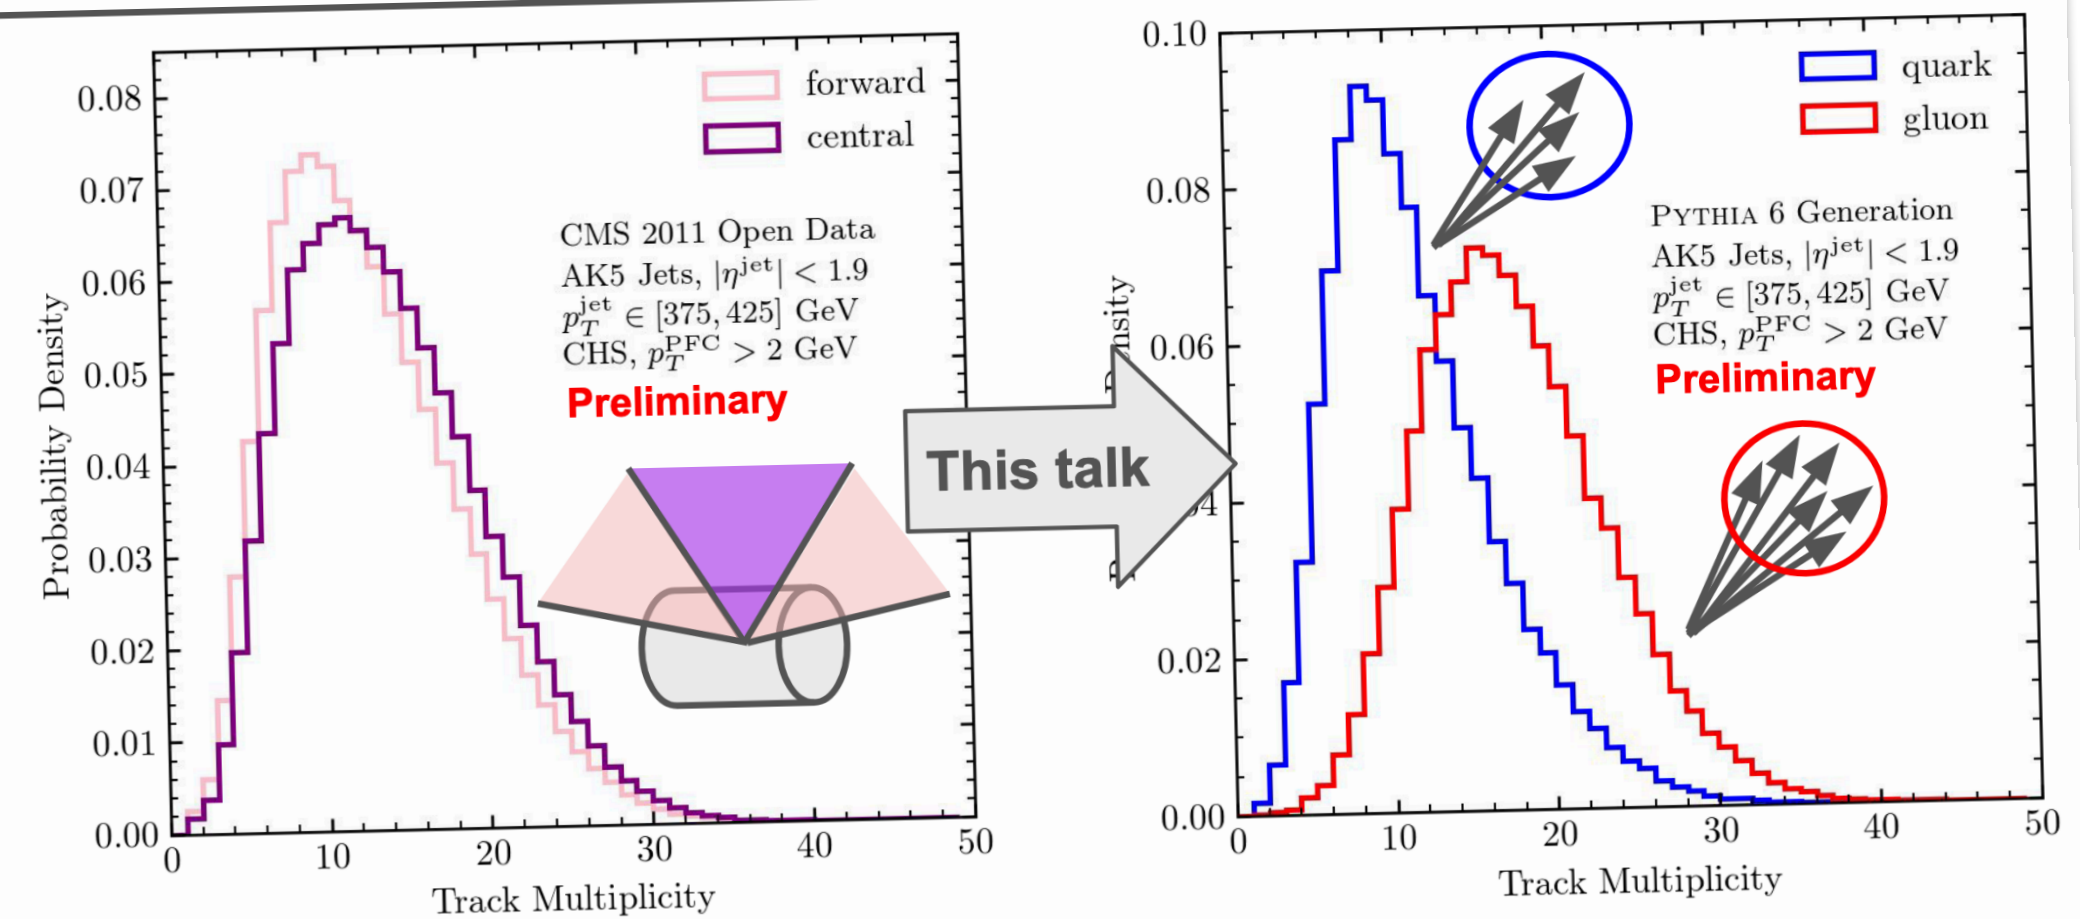 forward
central
CMS 2011 Open Data
AK5 Jets, |η^jet| < 1.9
p_T^jet ∈ [375, 425] GeV
CHS, p_T^PFC > 2 GeV
Preliminary
0.08
0.07
0.06
0.05
0.04
0.03
0.02
0.01
0.00
Probability Density
0 10 20 30 40 50
Track Multiplicity
This talk
quark
gluon
PYTHIA 6 Generation
AK5 Jets, |η^jet| < 1.9
p_T^jet ∈ [375, 425] GeV
CHS, p_T^PFC > 2 GeV
Preliminary
0.10
0.08
0.06
0.02
0.00
0 10 20 30 40 50
Track Multiplicity